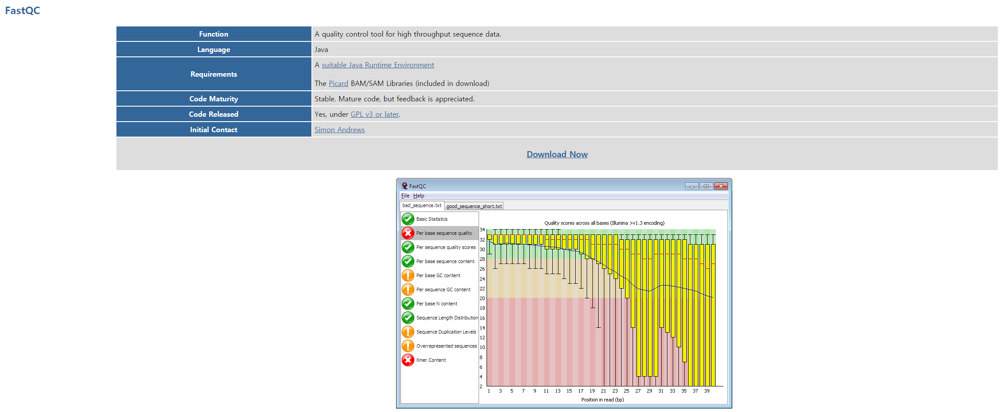 FastQC
Function
A quality control tool for high throughput sequence data.
Language
Java
Requirements
A suitable Java Runtime Environment
The Picard BAM/SAM Libraries (included in download)
Code Maturity
Stable. Mature code, but feedback is appreciated.
Code Released
Yes, under GPL v3 or later.
Initial Contact
Simon Andrews
Download Now
FastQC
File Help
bad_sequence.txt
good_sequence_short.txt
Basic Statistics
Per base sequence quality
Per sequence quality scores
Per base sequence content
Per base GC content
Per sequence GC content
Per base N content
Sequence Length Distribution
Sequence Duplication Levels
Overrepresented sequences
Kmer Content
Quality scores across all bases (Illumina >v1.3 encoding)
34
32
30
28
26
24
22
20
18
16
14
12
10
8
6
4
2
1 3 5 7 9 11 13 15 17 19 21 23 25 27 29 31 33 35 37 39
Position in read (bp)